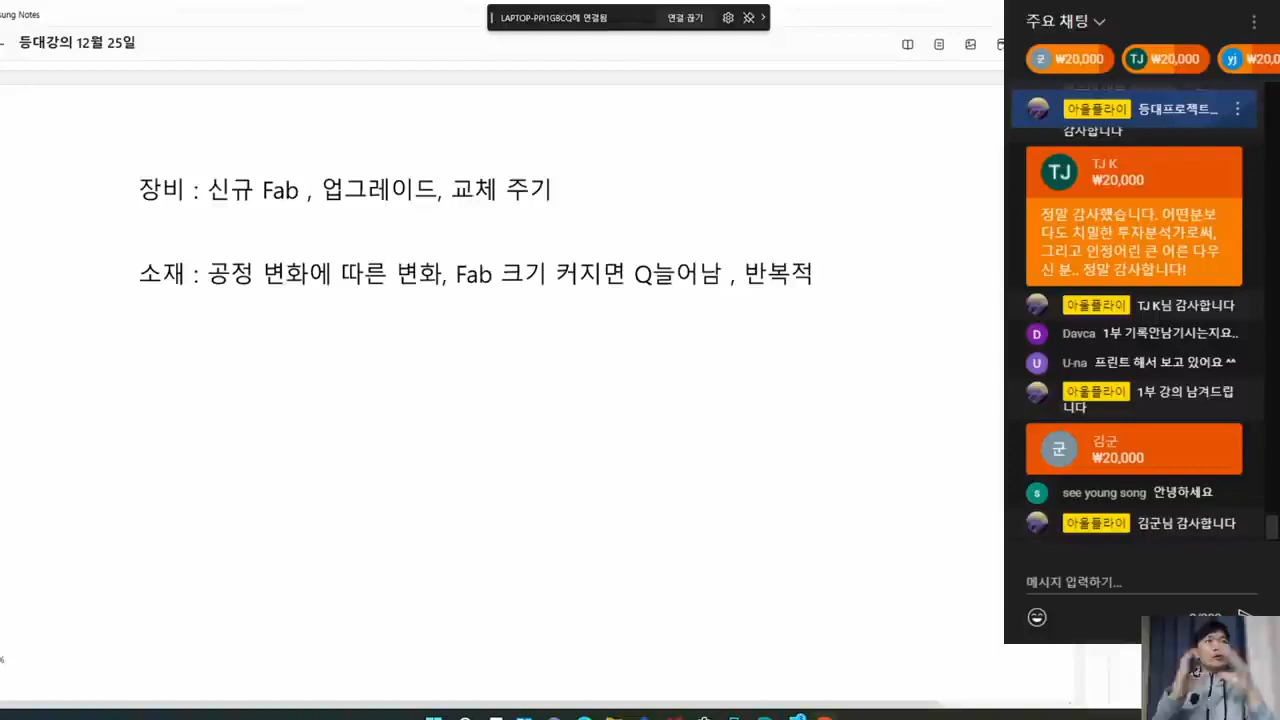 sung Notes
LAPTOP-PPI1GBCQ에 연결됨
연결 끊기
등대강의 12월 25일
장비 : 신규 Fab , 업그레이드, 교체 주기
소재 : 공정 변화에 따른 변화, Fab 크기 커지면 Q늘어남 , 반복적
%
주요 채팅
군 ₩20,000
TJ ₩20,000
yj ₩20,0
아울플라이 등대프로젝트...
감사합니다
TJ
TJ K
₩20,000
정말 감사했습니다. 어떤분보
다도 치밀한 투자분석가로써,
그리고 인정어린 큰 어른 다우
신 분.. 정말 감사합니다!
아울플라이 TJ K님 감사합니다
D Davca 1부 기록안남기시는지요..
U U-na 프린트 해서 보고 있어요 ^^
아울플라이 1부 강의 남겨드립
니다
군
김군
₩20,000
s see young song 안녕하세요
아울플라이 김군님 감사합니다
메시지 입력하기...